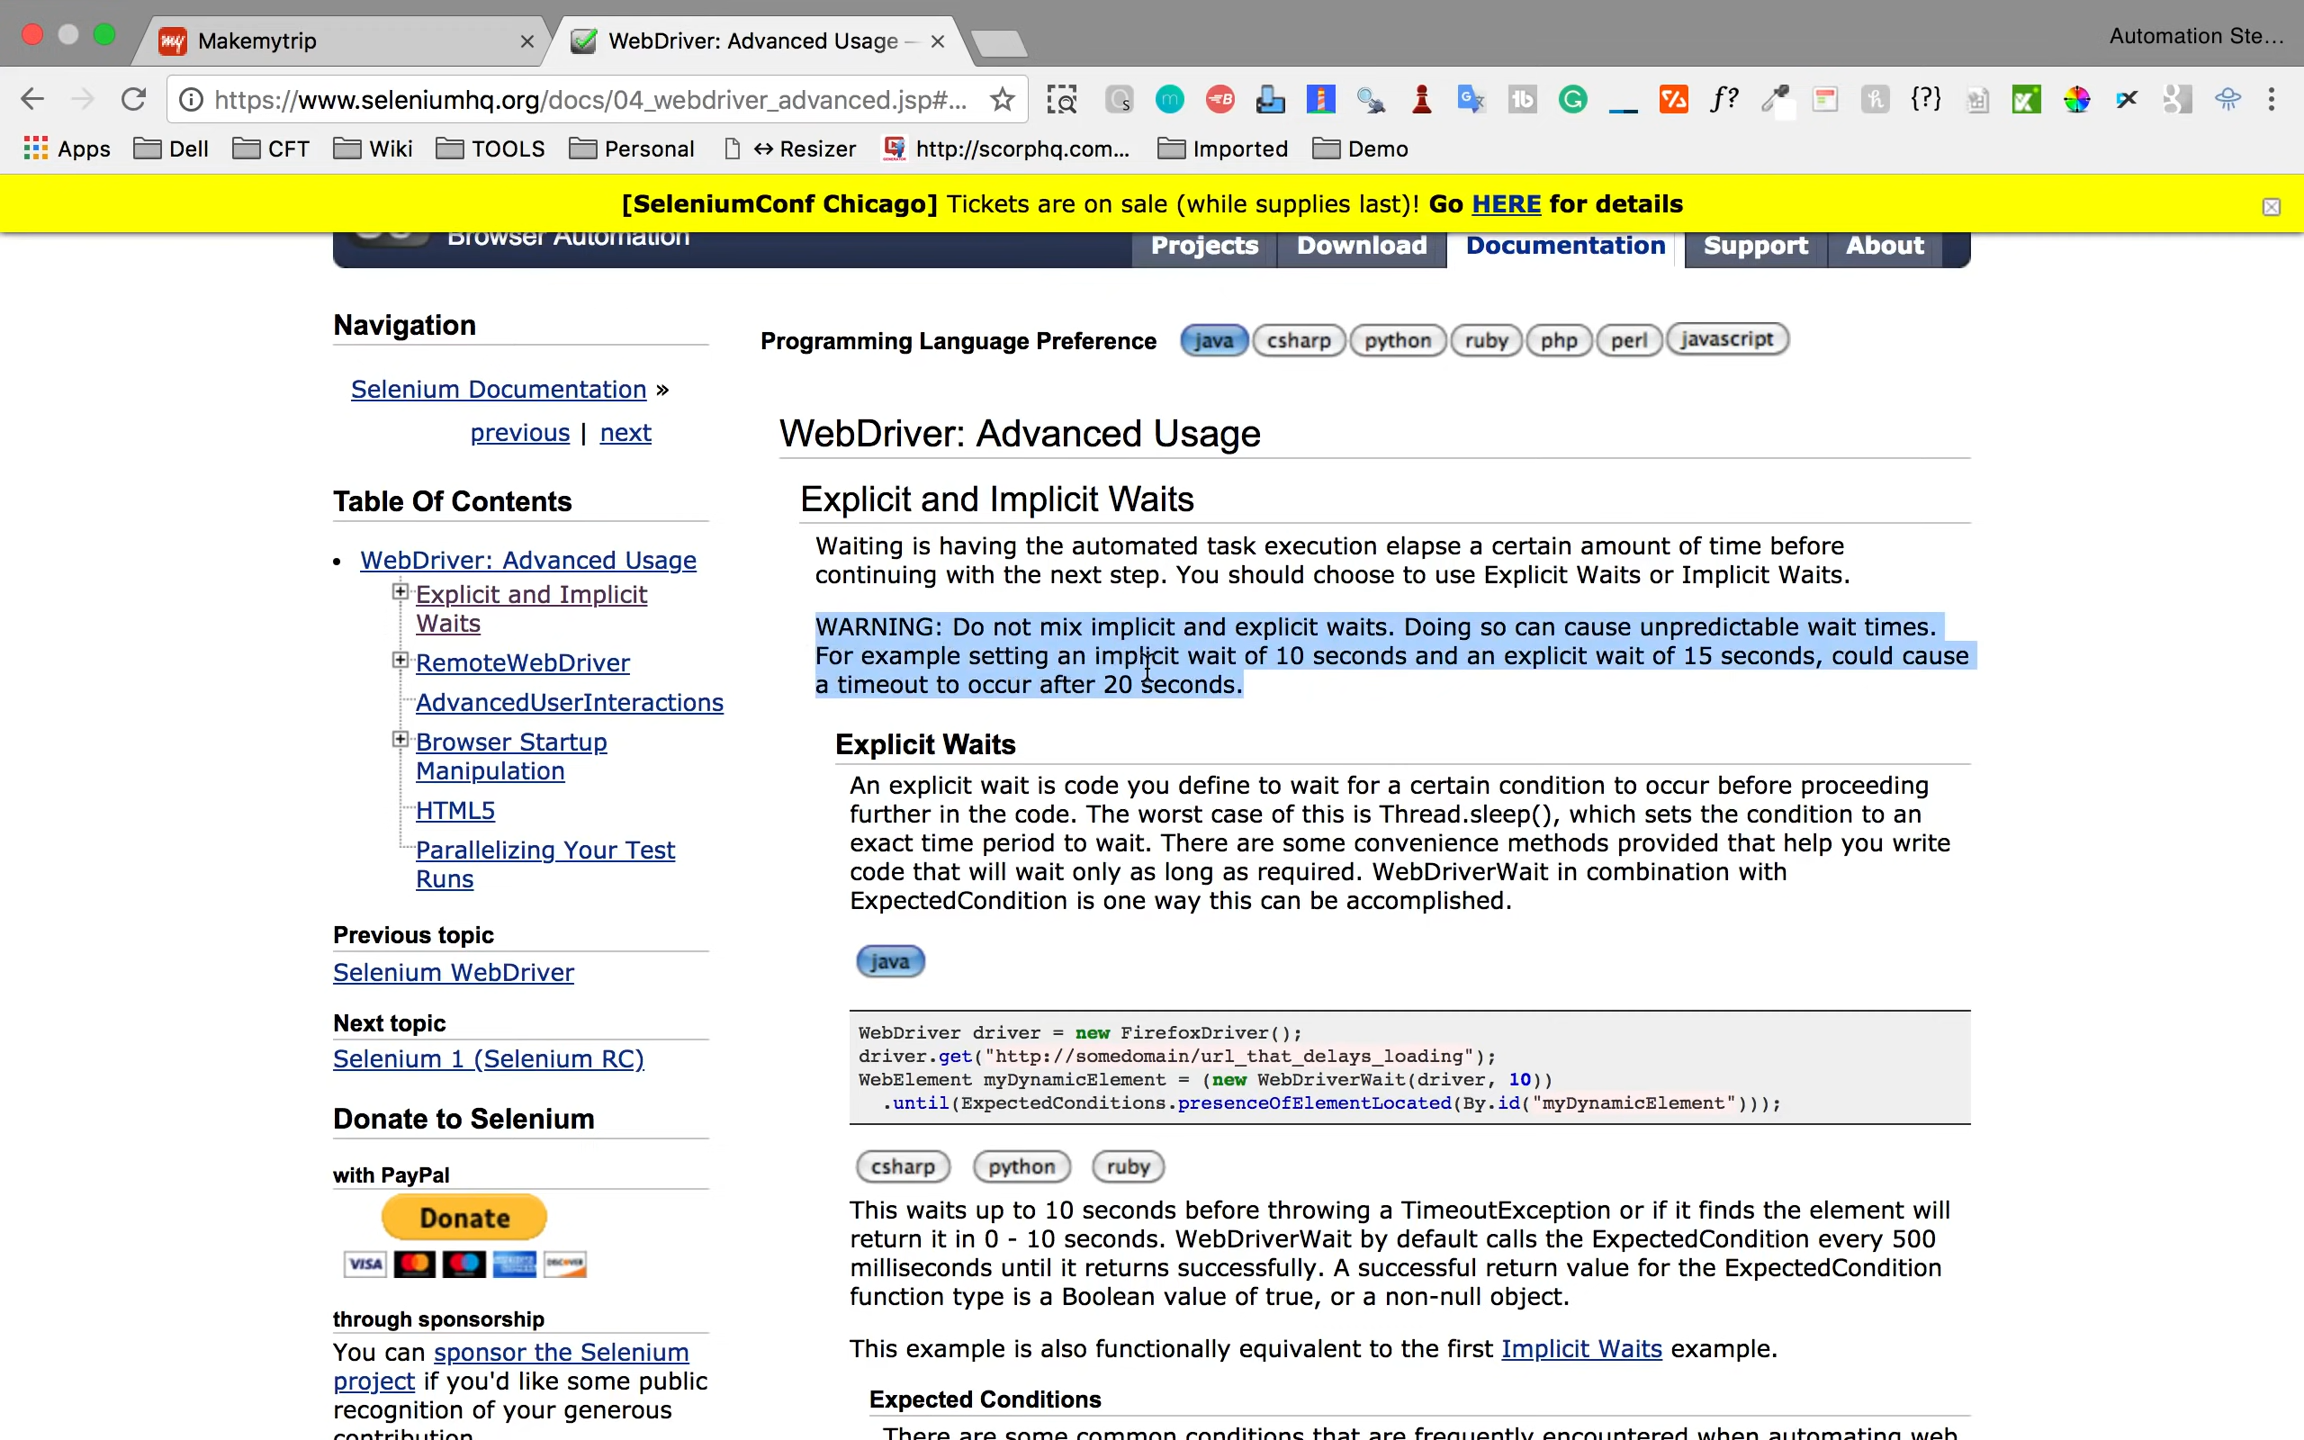 Makemytrip
WebDriver: Advanced Usage —
Automation Ste...
https://www.seleniumhq.org/docs/04_webdriver_advanced.jsp#...
Apps Dell CFT Wiki TOOLS Personal ↔ Resizer http://scorphq.com... Imported Demo
[SeleniumConf Chicago] Tickets are on sale (while supplies last)! Go HERE for details
Browser Automation
Projects Download Documentation Support About
Navigation
Selenium Documentation »
previous | next
Table Of Contents
• WebDriver: Advanced Usage
Explicit and Implicit
Waits
RemoteWebDriver
AdvancedUserInteractions
Browser Startup
Manipulation
HTML5
Parallelizing Your Test
Runs
Previous topic
Selenium WebDriver
Next topic
Selenium 1 (Selenium RC)
Donate to Selenium
with PayPal
Donate
VISA DISCOVER
through sponsorship
You can sponsor the Selenium
project if you'd like some public
recognition of your generous
contribution.
Programming Language Preference java csharp python ruby php perl javascript
WebDriver: Advanced Usage
Explicit and Implicit Waits
Waiting is having the automated task execution elapse a certain amount of time before
continuing with the next step. You should choose to use Explicit Waits or Implicit Waits.
WARNING: Do not mix implicit and explicit waits. Doing so can cause unpredictable wait times.
For example setting an implicit wait of 10 seconds and an explicit wait of 15 seconds, could cause
a timeout to occur after 20 seconds.
Explicit Waits
An explicit wait is code you define to wait for a certain condition to occur before proceeding
further in the code. The worst case of this is Thread.sleep(), which sets the condition to an
exact time period to wait. There are some convenience methods provided that help you write
code that will wait only as long as required. WebDriverWait in combination with
ExpectedCondition is one way this can be accomplished.
java
WebDriver driver = new FirefoxDriver();
driver.get("http://somedomain/url_that_delays_loading");
WebElement myDynamicElement = (new WebDriverWait(driver, 10))
.until(ExpectedConditions.presenceOfElementLocated(By.id("myDynamicElement")));
csharp python ruby
This waits up to 10 seconds before throwing a TimeoutException or if it finds the element will
return it in 0 - 10 seconds. WebDriverWait by default calls the ExpectedCondition every 500
milliseconds until it returns successfully. A successful return value for the ExpectedCondition
function type is a Boolean value of true, or a non-null object.
This example is also functionally equivalent to the first Implicit Waits example.
Expected Conditions
There are some common conditions that are frequently encountered when automating web